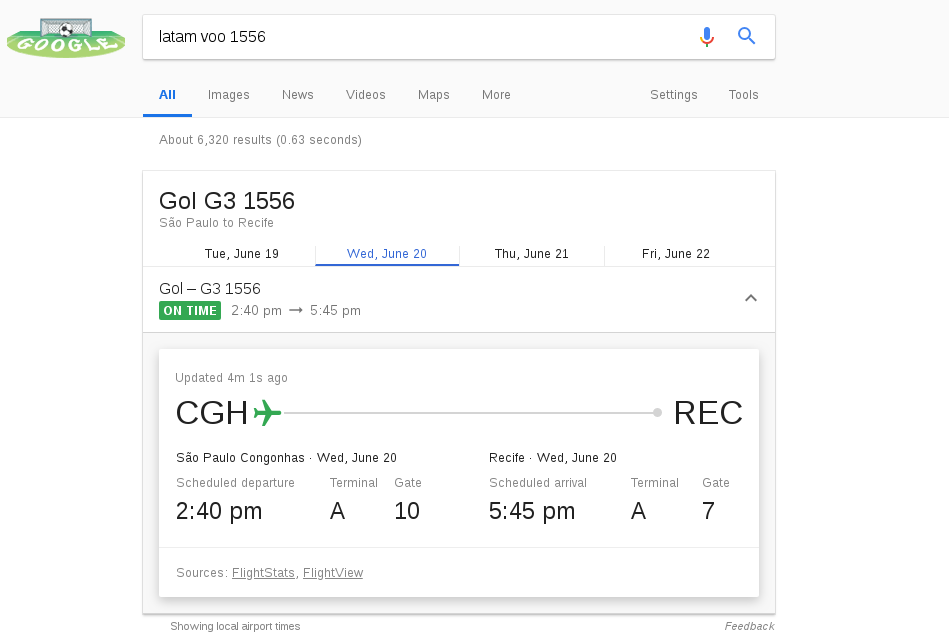 GOOGLE
latam voo 1556
All Images News Videos Maps More Settings Tools
About 6,320 results (0.63 seconds)
Gol G3 1556
São Paulo to Recife
Tue, June 19 Wed, June 20 Thu, June 21 Fri, June 22
Gol – G3 1556
ON TIME 2:40 pm → 5:45 pm
Updated 4m 1s ago
CGH REC
São Paulo Congonhas · Wed, June 20 Recife · Wed, June 20
Scheduled departure Terminal Gate Scheduled arrival Terminal Gate
2:40 pm A 10 5:45 pm A 7
Sources: FlightStats, FlightView
Showing local airport times Feedback